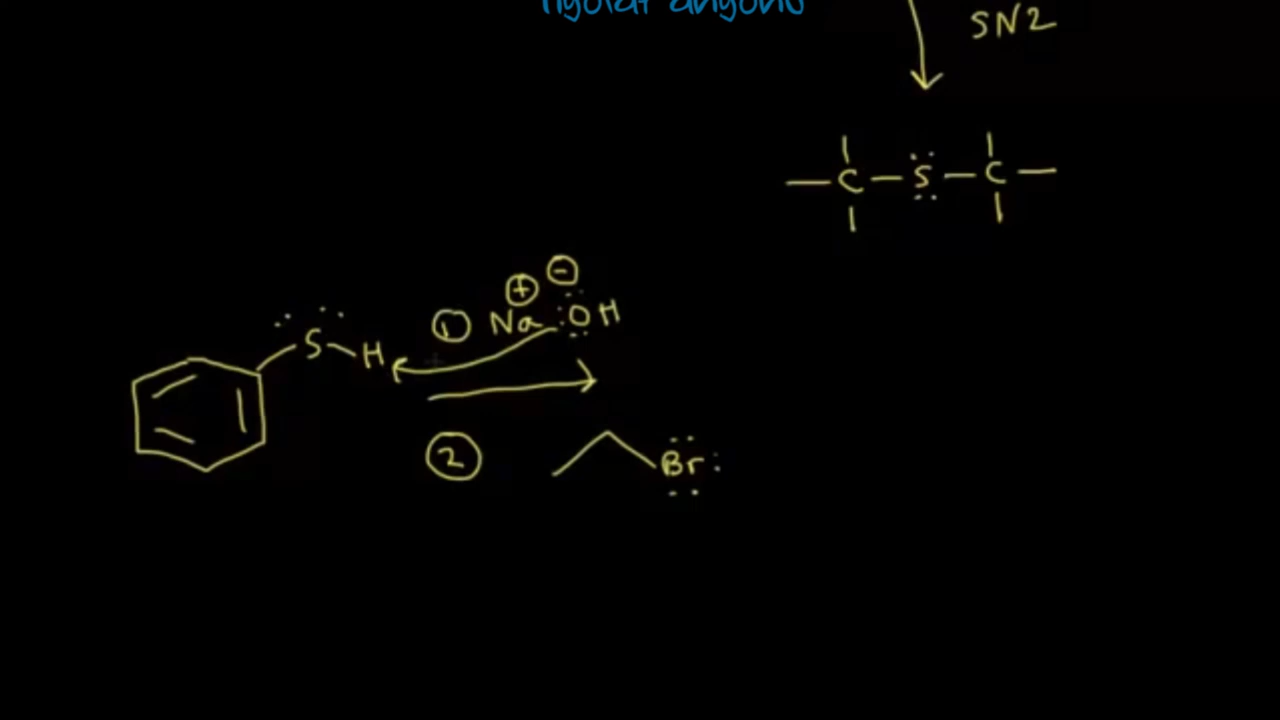 SN2
C S C
⊕ ⊖
S H ① Na :OH
② Br: